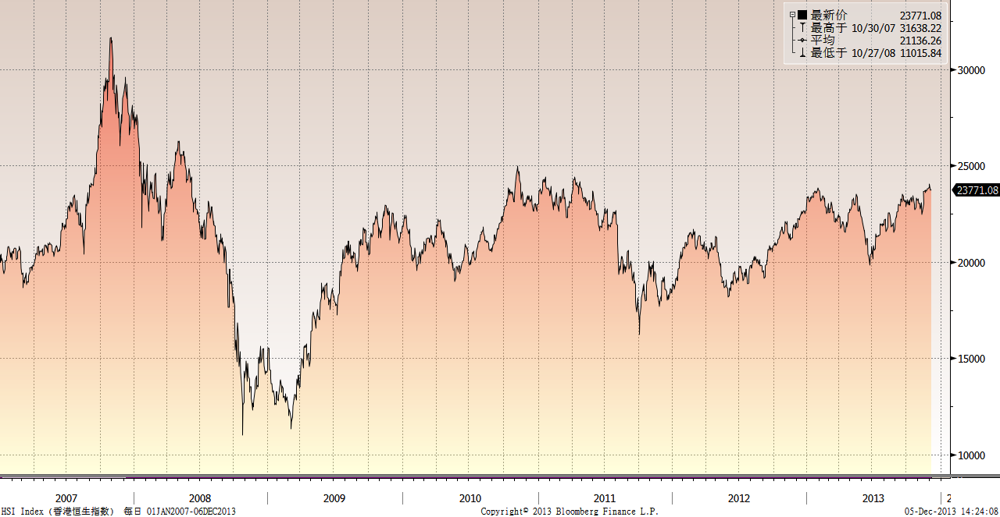 最新价 23771.08
最高于 10/30/07 31638.22
平均 21136.26
最低于 10/27/08 11015.84
30000
25000
23771.08
20000
15000
10000
2007 2008 2009 2010 2011 2012 2013 2
HSI Index (香港恒生指数) 每日 01JAN2007-06DEC2013 Copyright© 2013 Bloomberg Finance L.P. 05-Dec-2013 14:24:08